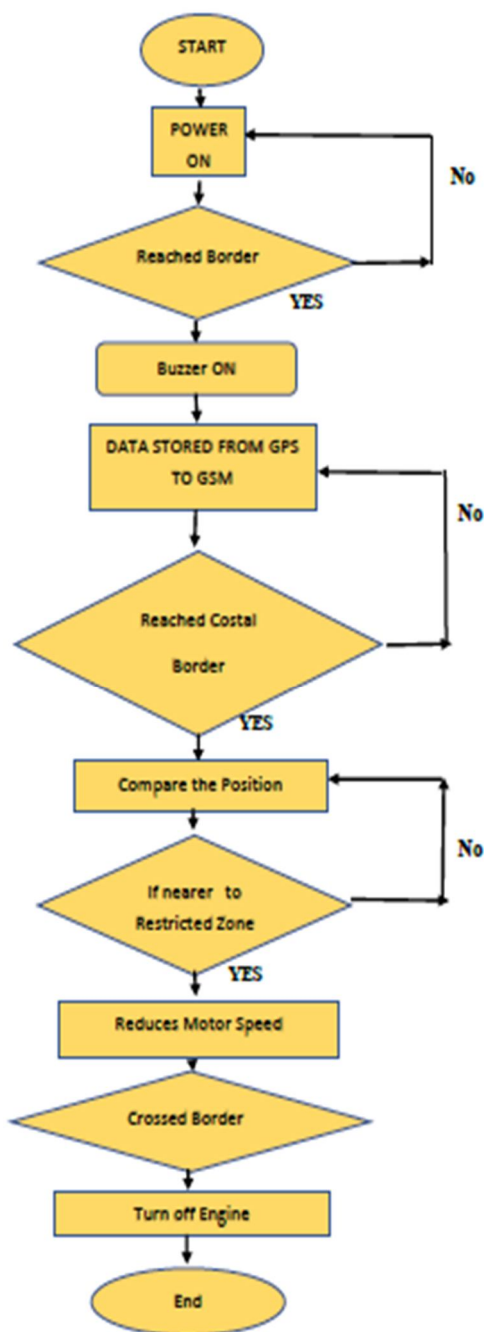 START
POWER
ON
No
Reached Border
YES
Buzzer ON
DATA STORED FROM GPS
TO GSM
No
Reached Costal
Border
YES
Compare the Position
No
If nearer to
Restricted Zone
YES
Reduces Motor Speed
Crossed Border
Turn off Engine
End